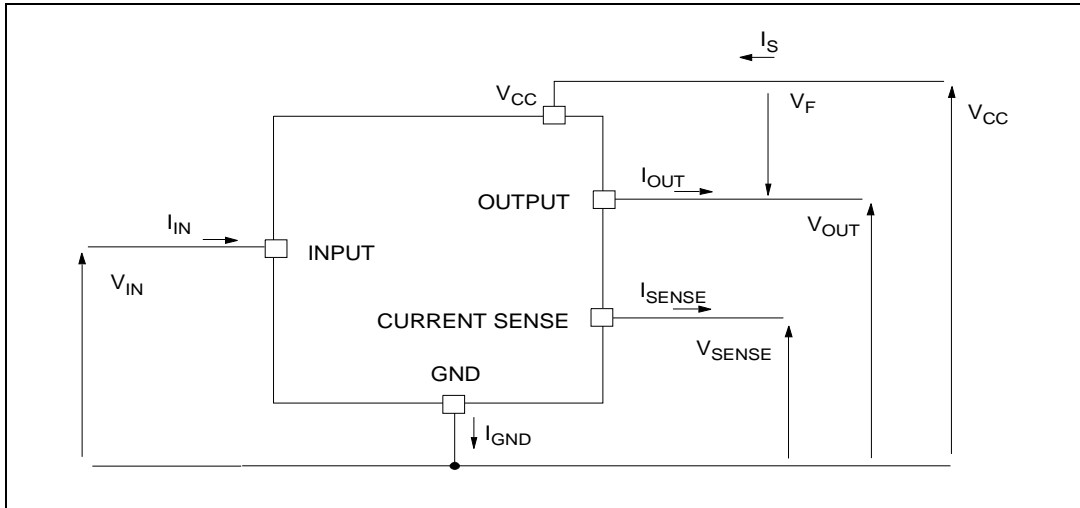 I_S
V_CC
V_F
V_CC
I_OUT
OUTPUT
V_OUT
I_IN
INPUT
V_IN
I_SENSE
CURRENT SENSE
V_SENSE
GND
I_GND